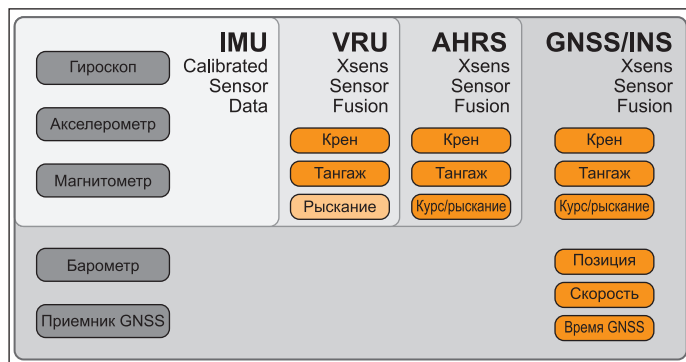 IMU
Calibrated
Sensor
Data
Гироскоп
Акселерометр
Магнитометр
VRU
Xsens
Sensor
Fusion
Крен
Тангаж
Рыскание
AHRS
Xsens
Sensor
Fusion
Крен
Тангаж
Курс/рыскание
GNSS/INS
Xsens
Sensor
Fusion
Крен
Тангаж
Курс/рыскание
Барометр
Приемник GNSS
Позиция
Скорость
Время GNSS